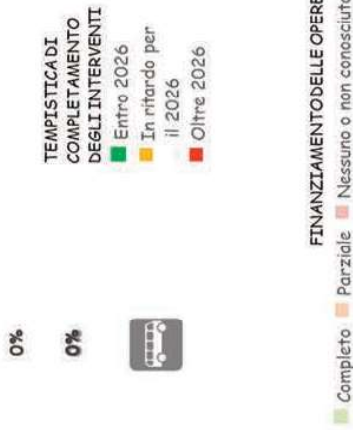 0%
0%
TEMPISTICA DI
COMPLETAMENTO
DEGLI INTERVENTI
Entro 2026
In ritardo per
il 2026
Oltre 2026
FINANZIAMENTO DELLE OPERE
Completo Parziale Nessuno o non conosciuto